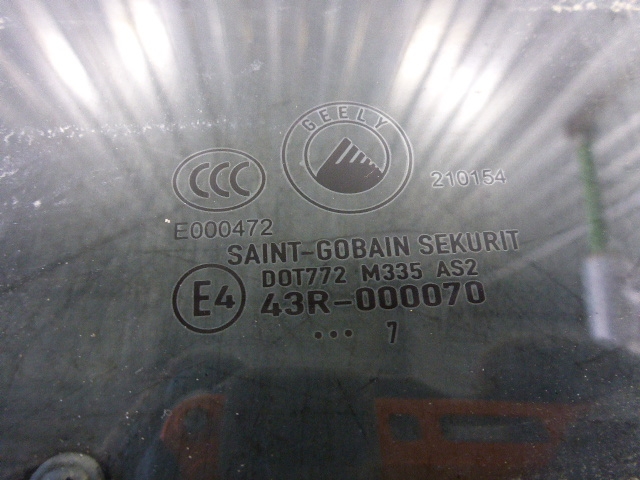 GEELY
CCC
210154
E000472
SAINT-GOBAIN SEKURIT
DOT772 M335 AS2
E4 43R-000070
... 7